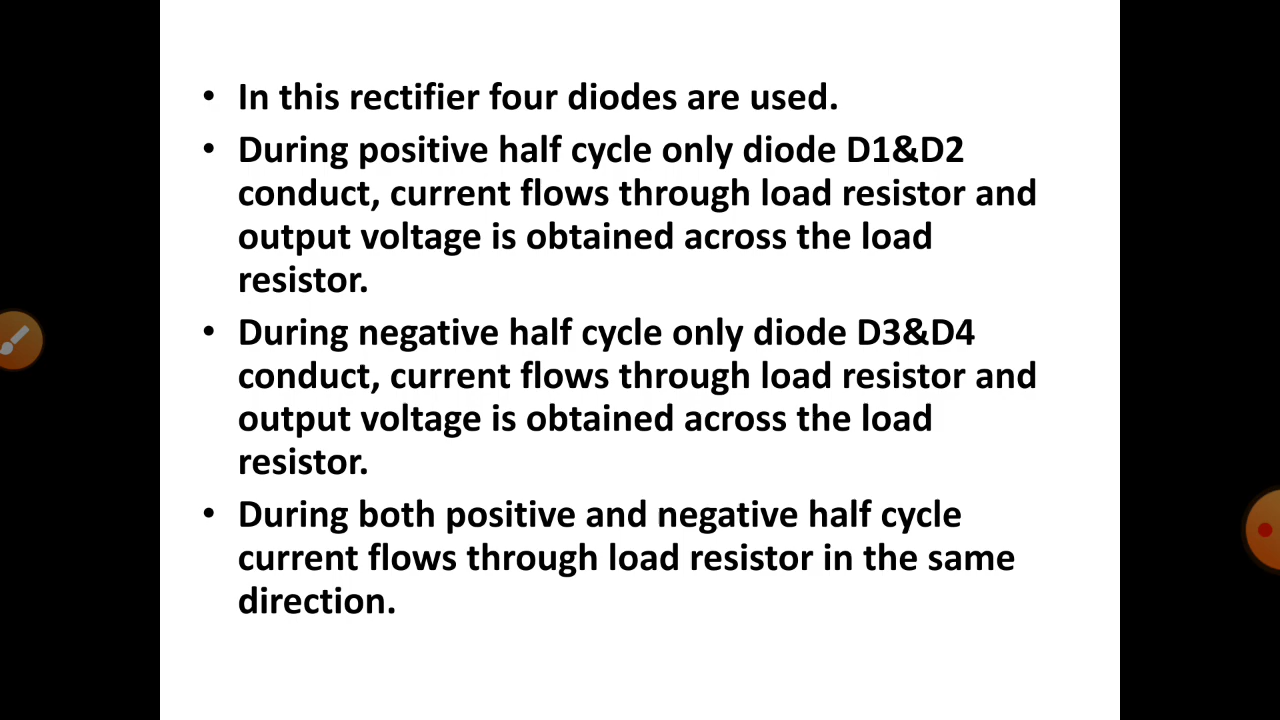 • In this rectifier four diodes are used.
• During positive half cycle only diode D1&D2
conduct, current flows through load resistor and
output voltage is obtained across the load
resistor.
• During negative half cycle only diode D3&D4
conduct, current flows through load resistor and
output voltage is obtained across the load
resistor.
• During both positive and negative half cycle
current flows through load resistor in the same
direction.